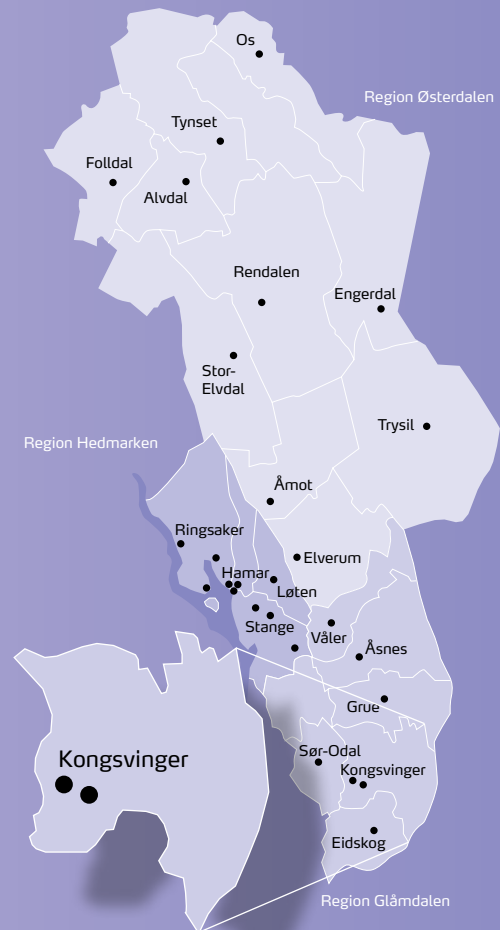 Os
Region Østerdalen
Tynset
Folldal
Alvdal
Rendalen
Engerdal
Stor-
Elvdal
Trysil
Region Hedmarken
Åmot
Ringsaker
Elverum
Hamar
Løten
Stange
Våler
Åsnes
Grue
Sør-Odal
Kongsvinger
Kongsvinger
Eidskog
Region Glåmdalen